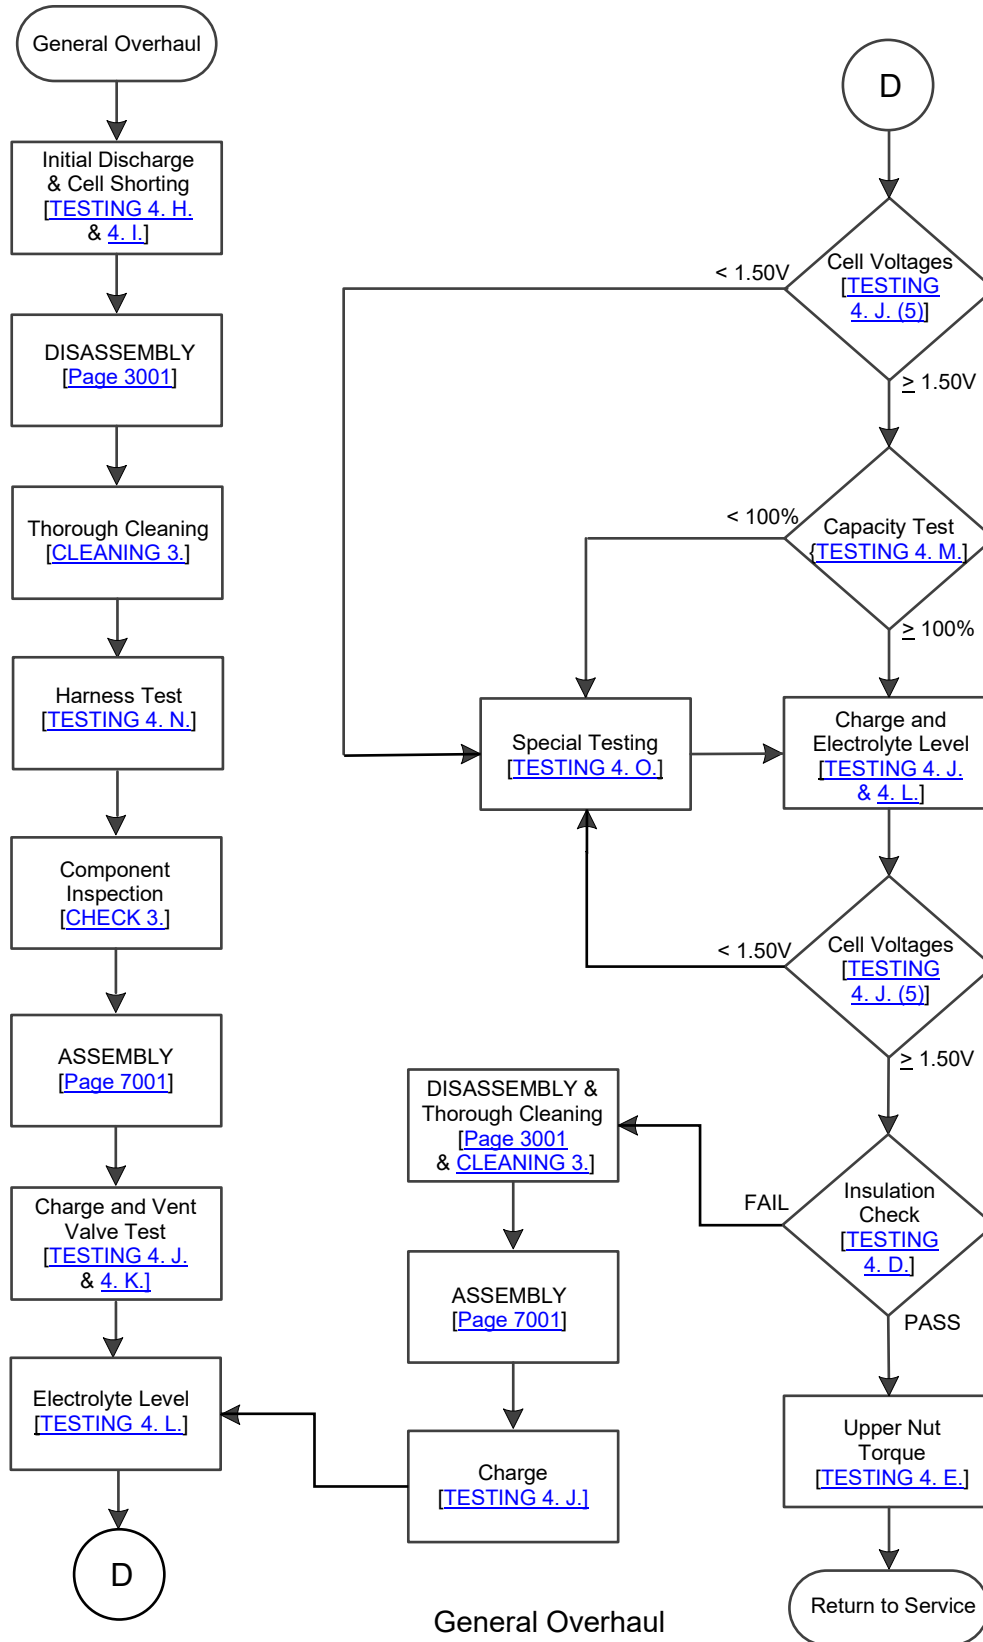 General Overhaul
Initial Discharge
& Cell Shorting
[TESTING 4. H.
& 4. I.]
DISASSEMBLY
[Page 3001]
Thorough Cleaning
[CLEANING 3.]
Harness Test
[TESTING 4. N.]
Component
Inspection
[CHECK 3.]
ASSEMBLY
[Page 7001]
Charge and Vent
Valve Test
[TESTING 4. J.
& 4. K.]
Electrolyte Level
[TESTING 4. L.]
D
D
Cell Voltages
[TESTING
4. J. (5)]
< 1.50V
≥ 1.50V
Capacity Test
{TESTING 4. M.]
< 100%
≥ 100%
Special Testing
[TESTING 4. O.]
Charge and
Electrolyte Level
[TESTING 4. J.
& 4. L.]
Cell Voltages
[TESTING
4. J. (5)]
< 1.50V
≥ 1.50V
Insulation
Check
[TESTING
4. D.]
FAIL
PASS
DISASSEMBLY &
Thorough Cleaning
[Page 3001
& CLEANING 3.]
ASSEMBLY
[Page 7001]
Charge
[TESTING 4. J.]
Upper Nut
Torque
[TESTING 4. E.]
Return to Service
General Overhaul